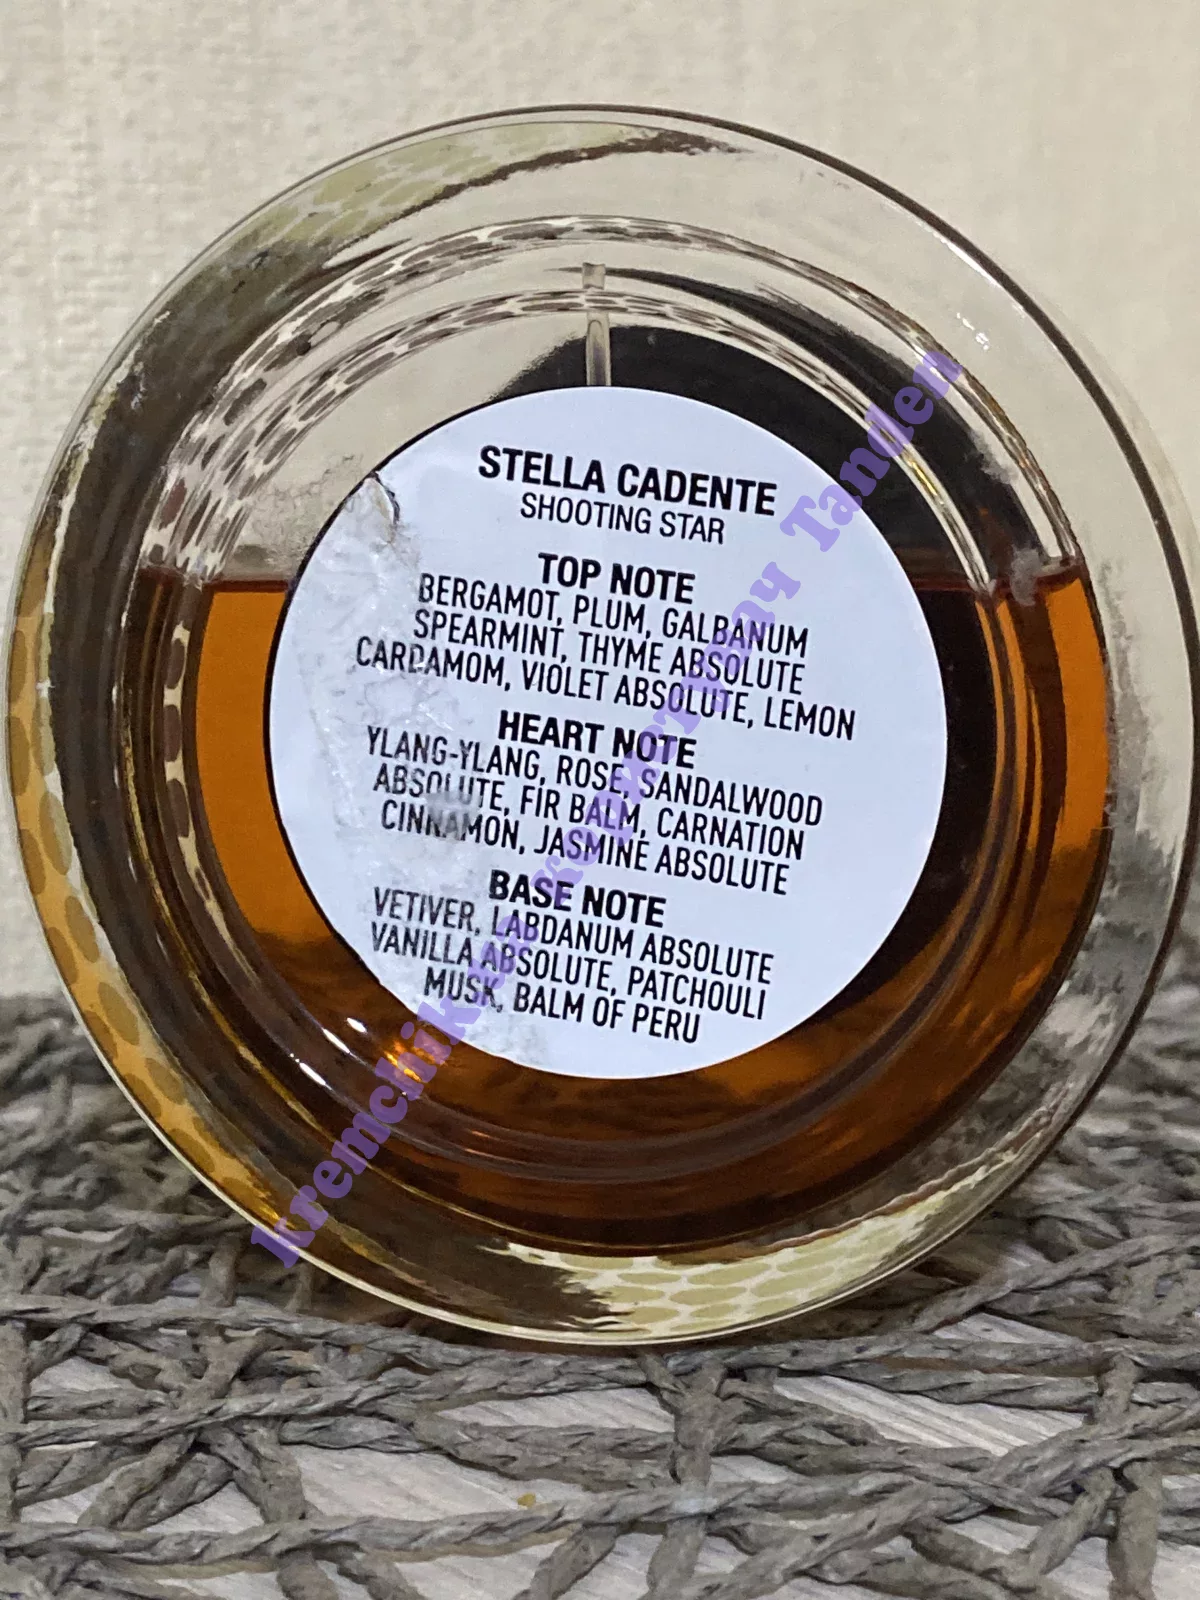 STELLA CADENTE
SHOOTING STAR
TOP NOTE
BERGAMOT, PLUM, GALBANUM
SPEARMINT, THYME ABSOLUTE
CARDAMOM, VIOLET ABSOLUTE, LEMON
HEART NOTE
YLANG-YLANG, ROSE, SANDALWOOD
ABSOLUTE, FIR BALM, CARNATION
CINNAMON, JASMINE ABSOLUTE
BASE NOTE
VETIVER, LABDANUM ABSOLUTE
VANILLA ABSOLUTE, PATCHOULI
MUSK, BALM OF PERU
користувач Tanden